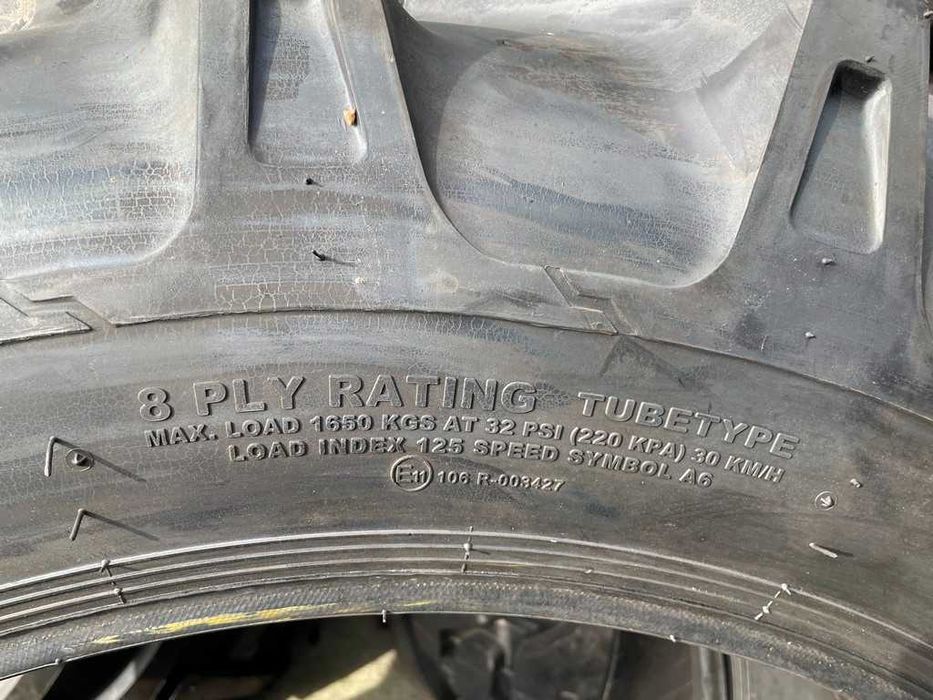 8 PLY RATING TUBETYPE
MAX. LOAD 1650 KGS AT 32 PSI (220 KPA) 30 KM/H
LOAD INDEX 125 SPEED SYMBOL A6
E11 106 R-003427